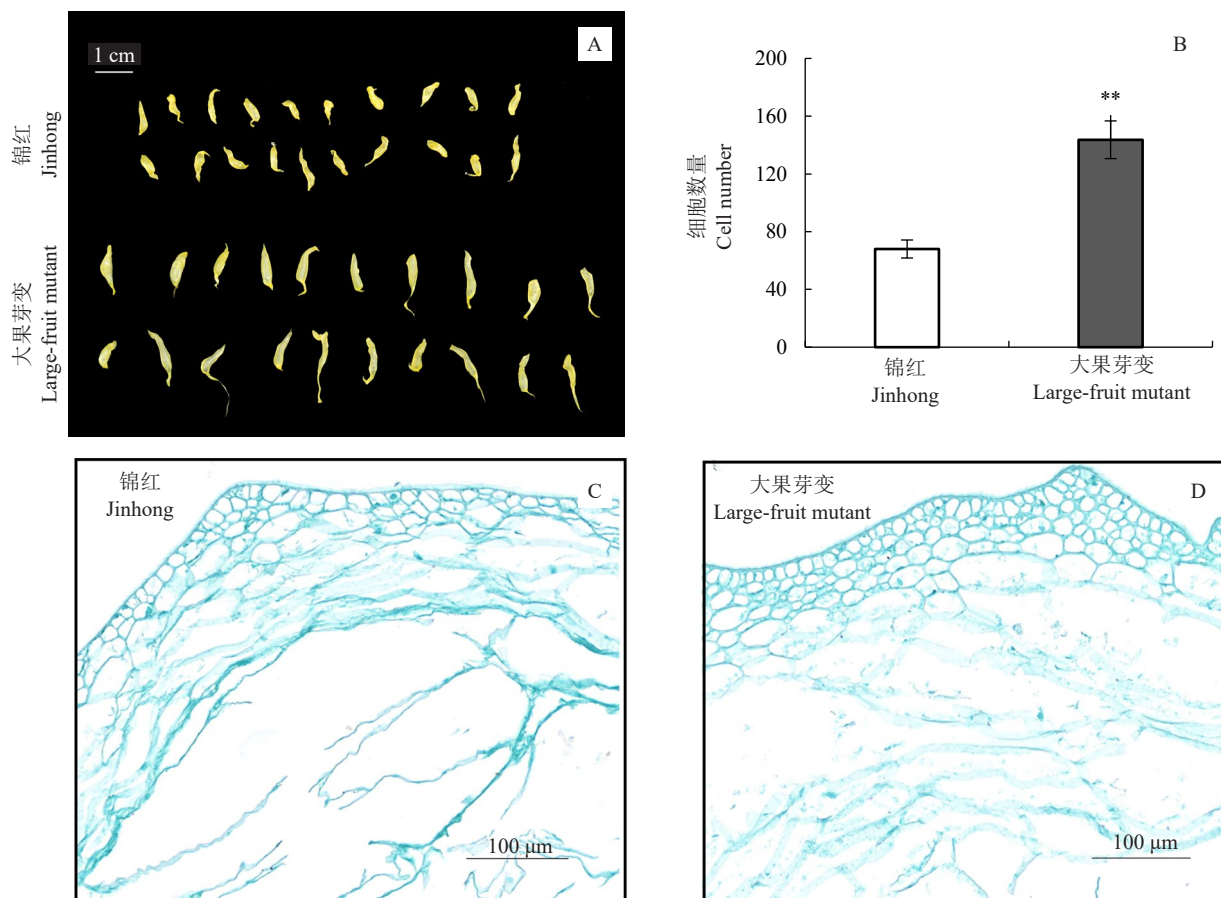 A
1 cm
锦红
Jinhong
大果芽变
Large-fruit mutant
B
200
160
120
80
40
0
细胞数量
Cell number
**
锦红
Jinhong
大果芽变
Large-fruit mutant
锦红
Jinhong
C
100 μm
大果芽变
Large-fruit mutant
D
100 μm